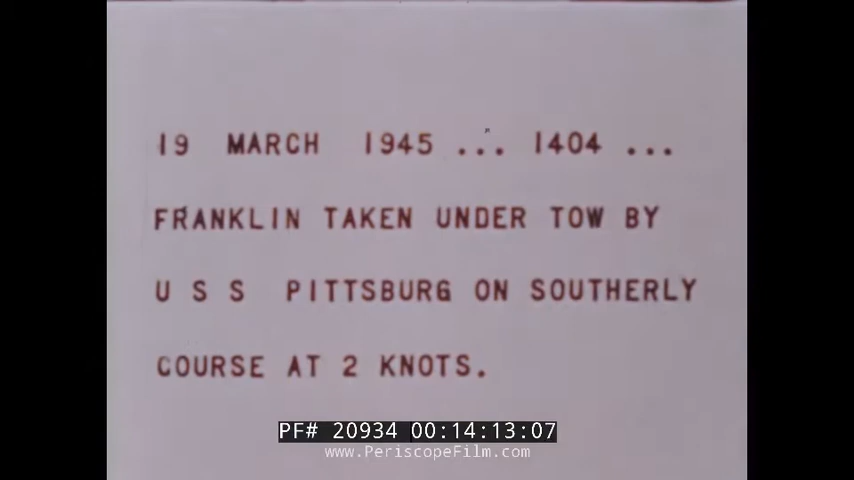 19 MARCH 1945 ... 1404 ...
FRANKLIN TAKEN UNDER TOW BY
U S S PITTSBURG ON SOUTHERLY
COURSE AT 2 KNOTS.
PF# 20934 00:14:13:07
www.PeriscopeFilm.com